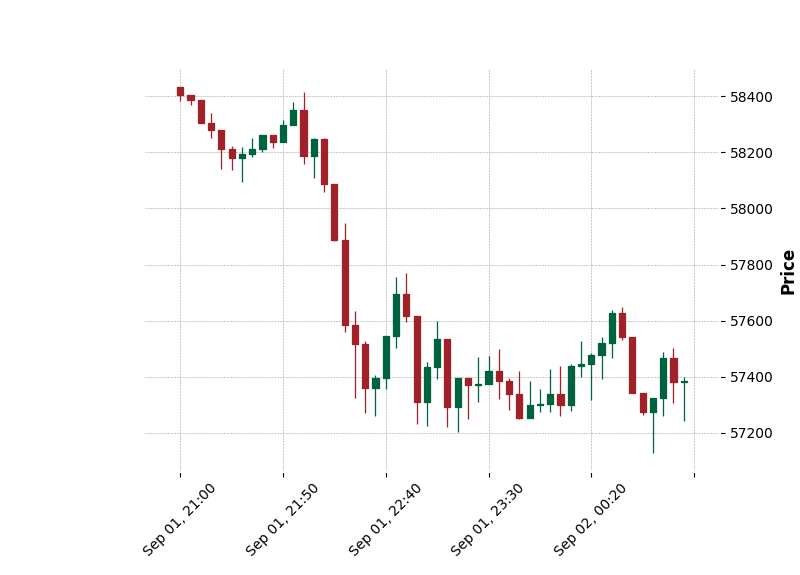 58400
58200
58000
57800
57600
57400
57200
Price
Sep 01, 21:00
Sep 01, 21:50
Sep 01, 22:40
Sep 01, 23:30
Sep 02, 00:20